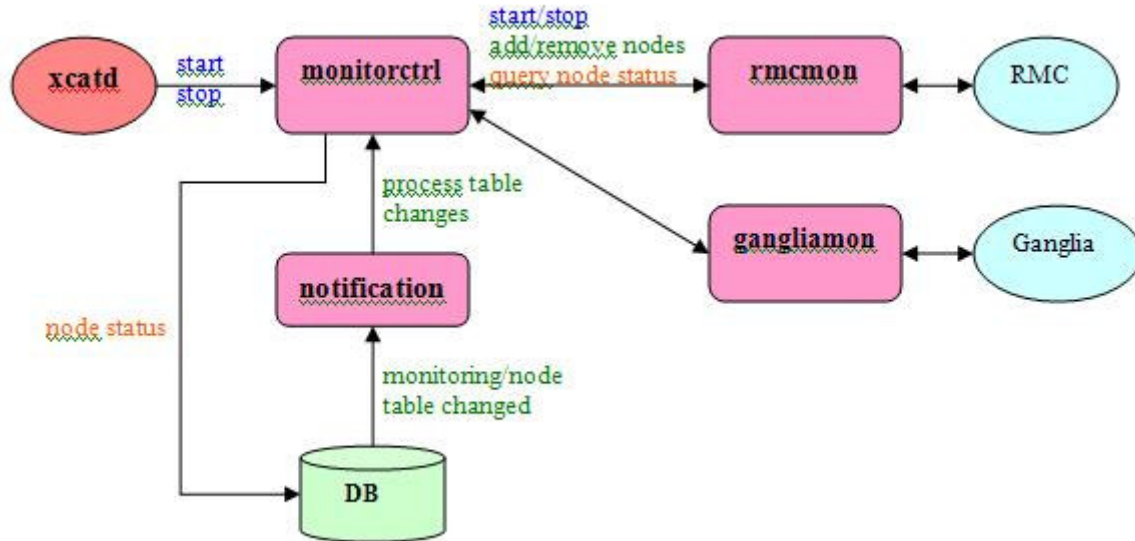 start/stop
add/remove nodes
query node status
xcatd
start
stop
monitorctrl
rmcmon
RMC
process table
changes
gangliamon
Ganglia
notification
node status
monitoring/node
table changed
DB